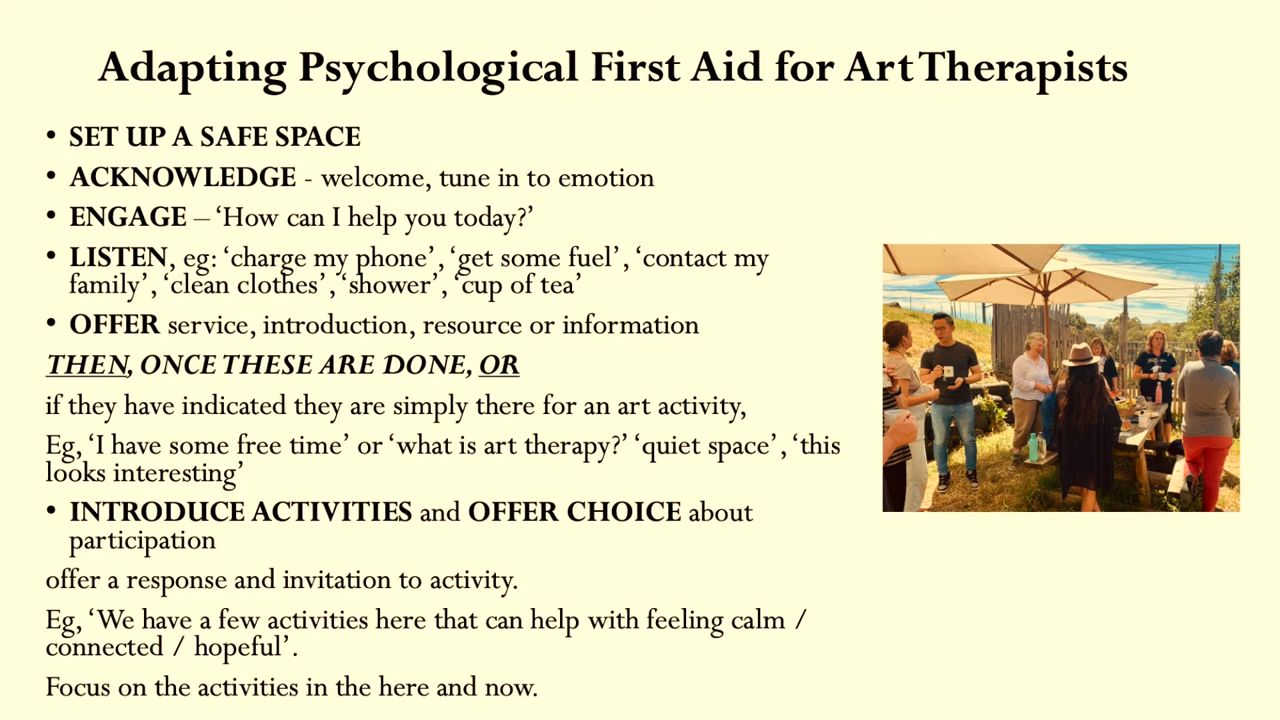 Adapting Psychological First Aid for Art Therapists
• SET UP A SAFE SPACE
• ACKNOWLEDGE - welcome, tune in to emotion
• ENGAGE – ‘How can I help you today?’
• LISTEN, eg: ‘charge my phone’, ‘get some fuel’, ‘contact my
family’, ‘clean clothes’, ‘shower’, ‘cup of tea’
• OFFER service, introduction, resource or information
THEN, ONCE THESE ARE DONE, OR
if they have indicated they are simply there for an art activity,
Eg, ‘I have some free time’ or ‘what is art therapy?’ ‘quiet space’, ‘this
looks interesting’
• INTRODUCE ACTIVITIES and OFFER CHOICE about
participation
offer a response and invitation to activity.
Eg, ‘We have a few activities here that can help with feeling calm /
connected / hopeful’.
Focus on the activities in the here and now.